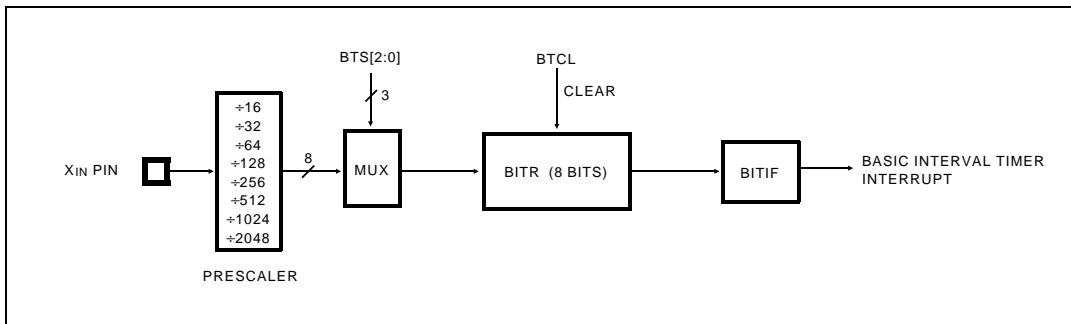 BTS[2:0]
BTCL
3
CLEAR
÷16
÷32
÷64
÷128
÷256
÷512
÷1024
÷2048
XIN PIN
8
MUX
BITR (8 BITS)
BITIF
BASIC INTERVAL TIMER
INTERRUPT
PRESCALER